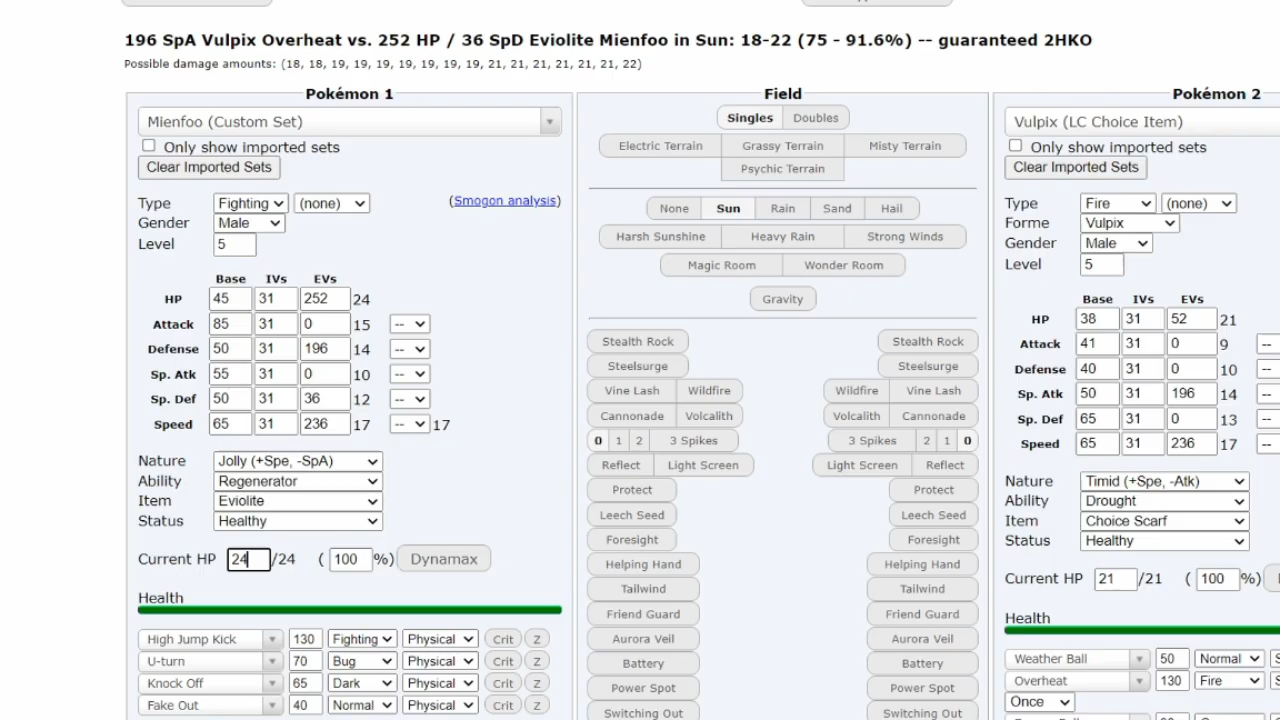 196 SpA Vulpix Overheat vs. 252 HP / 36 SpD Eviolite Mienfoo in Sun: 18-22 (75 - 91.6%) -- guaranteed 2HKO
Possible damage amounts: (18, 18, 19, 19, 19, 19, 19, 19, 19, 21, 21, 21, 21, 21, 21, 22)
Pokémon 1
Mienfoo (Custom Set)
Only show imported sets
Clear Imported Sets
Type Fighting (none) (Smogon analysis)
Gender Male
Level 5
Base IVs EVs
HP 45 31 252 24
Attack 85 31 0 15 --
Defense 50 31 196 14 --
Sp. Atk 55 31 0 10 --
Sp. Def 50 31 36 12 --
Speed 65 31 236 17 -- 17
Nature Jolly (+Spe, -SpA)
Ability Regenerator
Item Eviolite
Status Healthy
Current HP 24/24 (100%) Dynamax
Health
High Jump Kick 130 Fighting Physical Crit Z
U-turn 70 Bug Physical Crit Z
Knock Off 65 Dark Physical Crit Z
Fake Out 40 Normal Physical Crit Z
Field
Singles Doubles
Electric Terrain Grassy Terrain Misty Terrain
Psychic Terrain
None Sun Rain Sand Hail
Harsh Sunshine Heavy Rain Strong Winds
Magic Room Wonder Room
Gravity
Stealth Rock Stealth Rock
Steelsurge Steelsurge
Vine Lash Wildfire Wildfire Vine Lash
Cannonade Volcalith Volcalith Cannonade
0 1 2 3 Spikes 3 Spikes 2 1 0
Reflect Light Screen Light Screen Reflect
Protect Protect
Leech Seed Leech Seed
Foresight Foresight
Helping Hand Helping Hand
Tailwind Tailwind
Friend Guard Friend Guard
Aurora Veil Aurora Veil
Battery Battery
Power Spot Power Spot
Switching Out Switching Out
Pokémon 2
Vulpix (LC Choice Item)
Only show imported sets
Clear Imported Sets
Type Fire (none)
Forme Vulpix
Gender Male
Level 5
Base IVs EVs
HP 38 31 52 21
Attack 41 31 0 9 --
Defense 40 31 0 10 --
Sp. Atk 50 31 196 14 --
Sp. Def 65 31 0 13 --
Speed 65 31 236 17 --
Nature Timid (+Spe, -Atk)
Ability Drought
Item Choice Scarf
Status Healthy
Current HP 21/21 (100%)
Health
Weather Ball 50 Normal
Overheat 130 Fire
Once